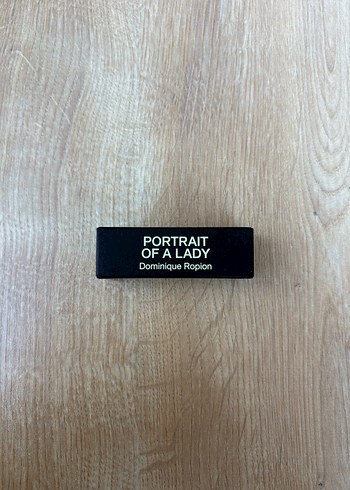 PORTRAIT
OF A LADY
Dominique Ropion